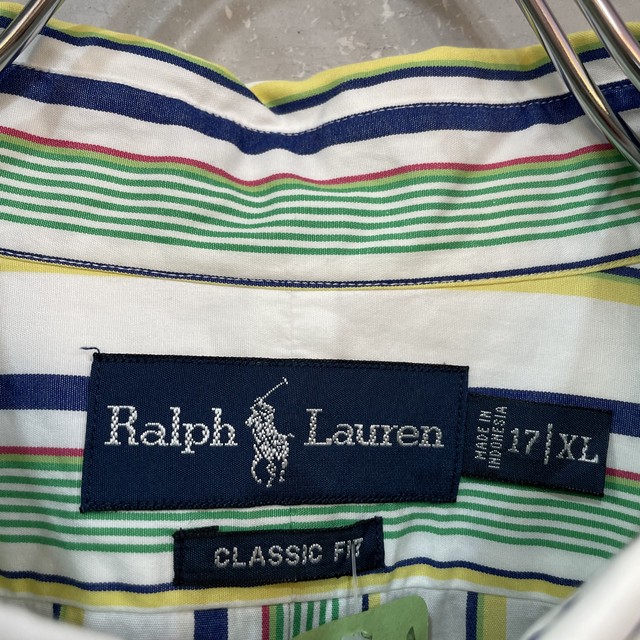 Ralph Lauren
MADE IN
INDONESIA
17|XL
CLASSIC FIT